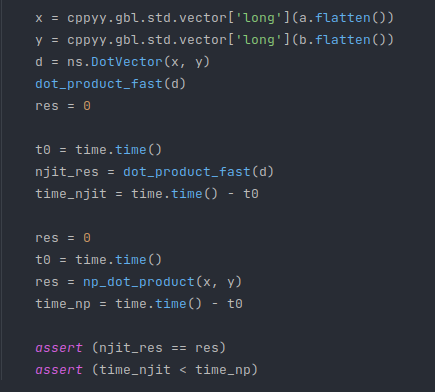 x = cppyy.gbl.std.vector['long'](a.flatten())
y = cppyy.gbl.std.vector['long'](b.flatten())
d = ns.DotVector(x, y)
dot_product_fast(d)
res = 0

t0 = time.time()
njit_res = dot_product_fast(d)
time_njit = time.time() - t0

res = 0
t0 = time.time()
res = np_dot_product(x, y)
time_np = time.time() - t0

assert (njit_res == res)
assert (time_njit < time_np)